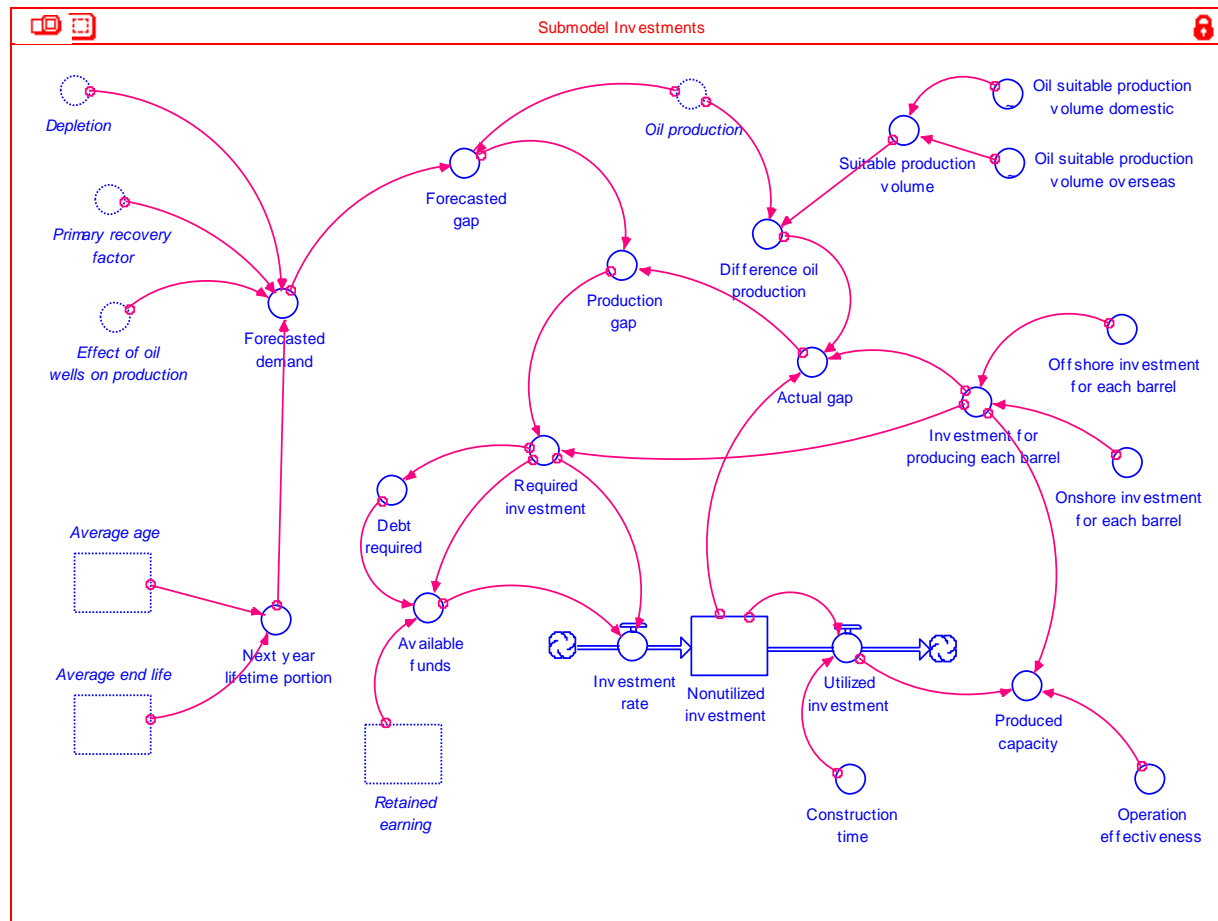 Submodel Investments
Depletion
Oil production
Oil suitable production
volume domestic
Suitable production
volume
Oil suitable production
volume overseas
Forecasted
gap
Primary recovery
factor
Difference oil
production
Production
gap
Forecasted
demand
Effect of oil
wells on production
Actual gap
Offshore investment
for each barrel
Investment for
producing each barrel
Required
investment
Onshore investment
for each barrel
Debt
required
Average age
Available
funds
Next year
lifetime portion
Average end life
Investment
rate
Nonutilized
investment
Utilized
investment
Produced
capacity
Retained
earning
Construction
time
Operation
effectiveness